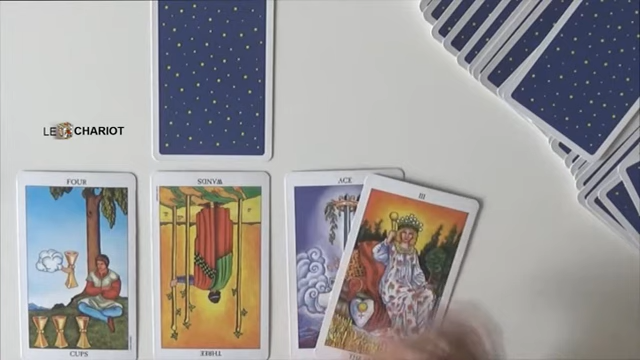 LE CHARIOT
FOUR
WANDS
ACE
III
CUPS
THREE